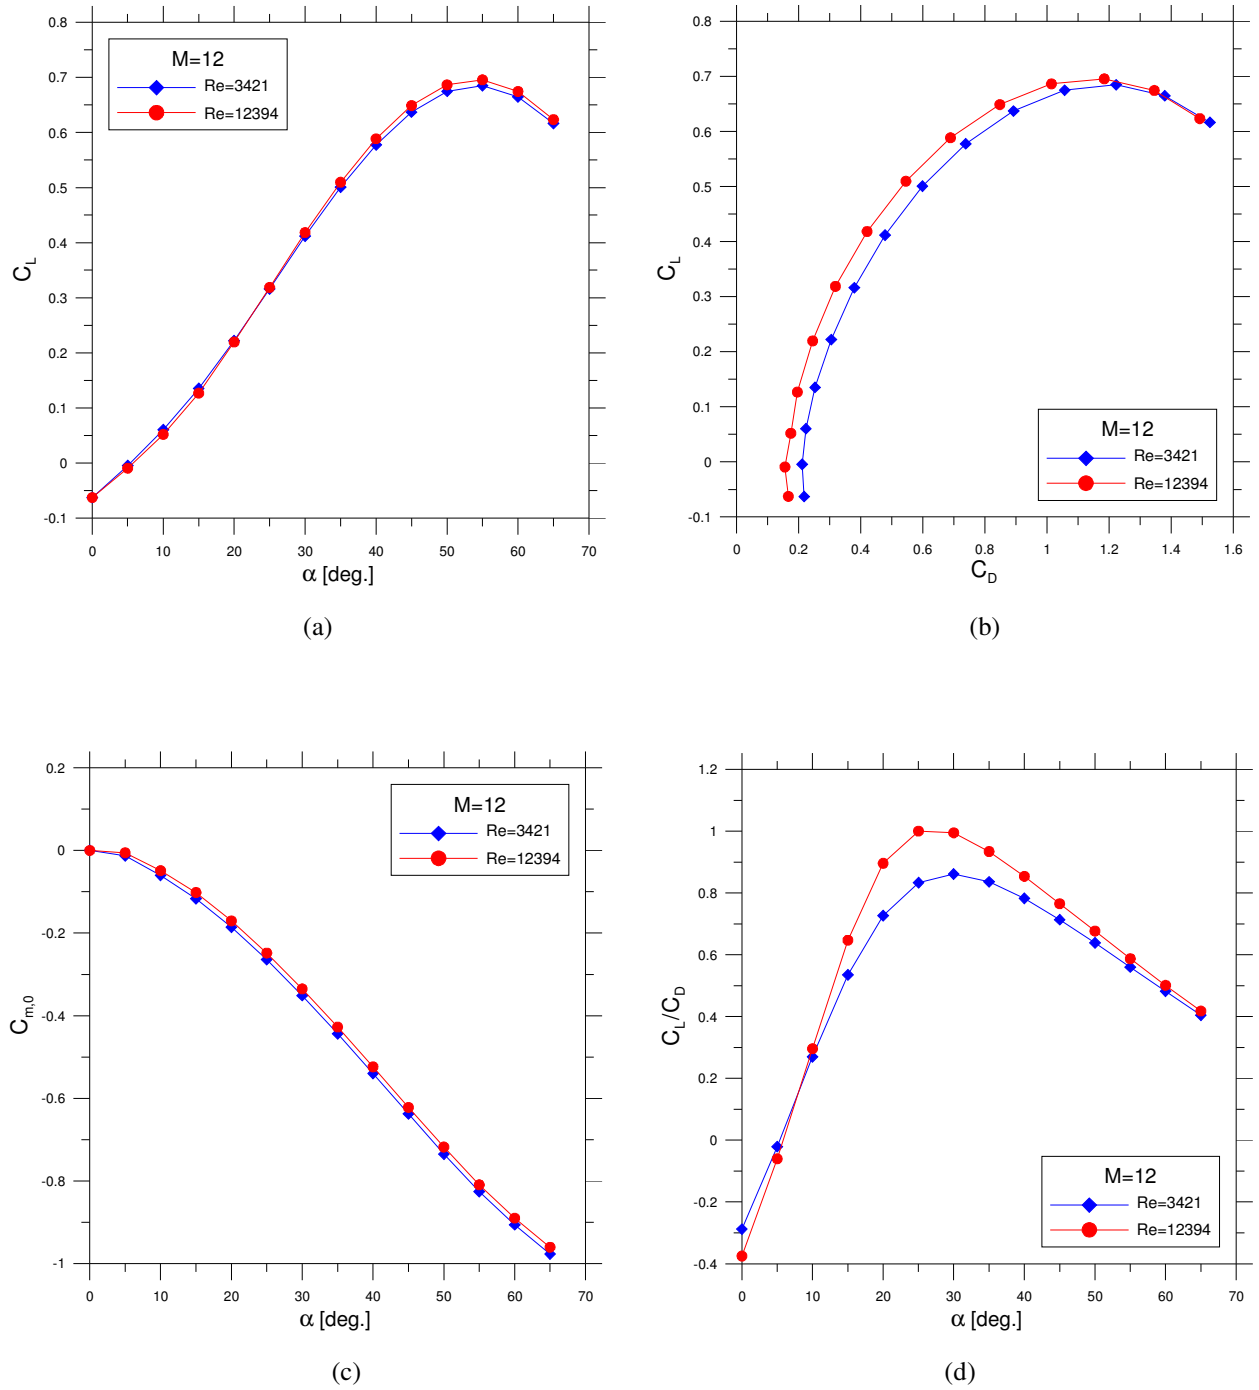 0.8
0.7
0.6
0.5
0.4
0.3
0.2
0.1
0
-0.1
C_L
M=12
Re=3421
Re=12394
0 10 20 30 40 50 60 70
α [deg.]
(a)
0.8
0.7
0.6
0.5
0.4
0.3
0.2
0.1
0
-0.1
C_L
M=12
Re=3421
Re=12394
0 0.2 0.4 0.6 0.8 1 1.2 1.4 1.6
C_D
(b)
0.2
0
-0.2
-0.4
-0.6
-0.8
-1
C_m,0
M=12
Re=3421
Re=12394
0 10 20 30 40 50 60 70
α [deg.]
(c)
1.2
1
0.8
0.6
0.4
0.2
0
-0.2
-0.4
C_L/C_D
M=12
Re=3421
Re=12394
0 10 20 30 40 50 60 70
α [deg.]
(d)